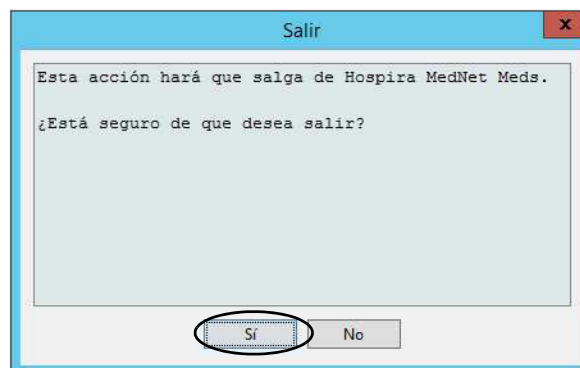 Salir
x
Esta acción hará que salga de Hospira MedNet Meds.
¿Está seguro de que desea salir?
Sí No